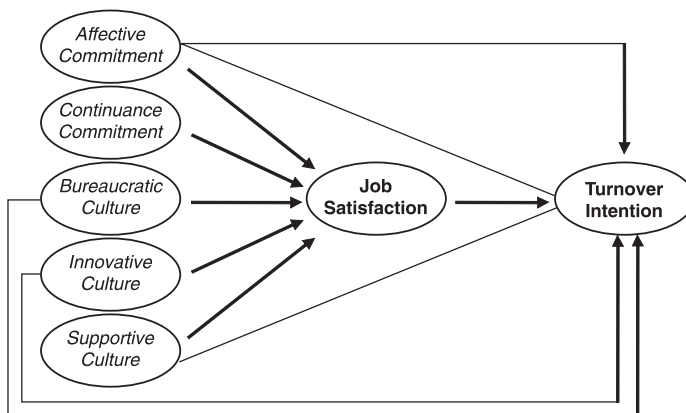 Affective
Commitment
Continuance
Commitment
Bureaucratic
Culture
Innovative
Culture
Supportive
Culture
Job
Satisfaction
Turnover
Intention